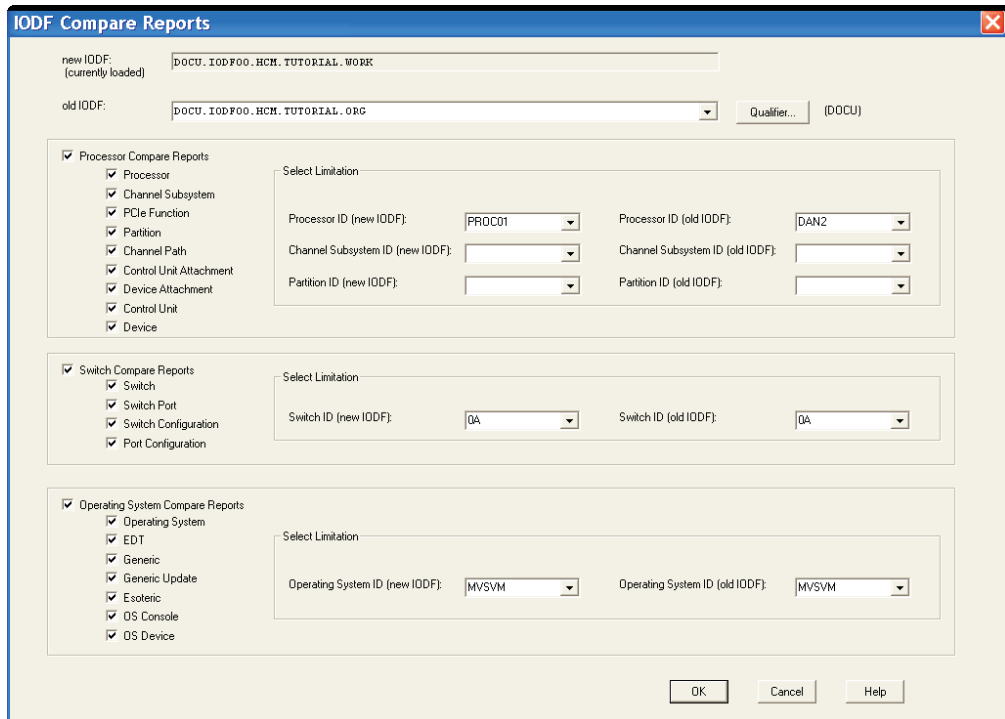 IODF Compare Reports
new IODF:
(currently loaded)
DOCU.IODF00.HCM.TUTORIAL.WORK
old IODF:
DOCU.IODF00.HCM.TUTORIAL.ORG
Qualifier...
(DOCU)
Processor Compare Reports
Processor
Channel Subsystem
PCIe Function
Partition
Channel Path
Control Unit Attachment
Device Attachment
Control Unit
Device
Select Limitation
Processor ID (new IODF):
PROC01
Processor ID (old IODF):
DAN2
Channel Subsystem ID (new IODF):
Channel Subsystem ID (old IODF):
Partition ID (new IODF):
Partition ID (old IODF):
Switch Compare Reports
Switch
Switch Port
Switch Configuration
Port Configuration
Select Limitation
Switch ID (new IODF):
0A
Switch ID (old IODF):
0A
Operating System Compare Reports
Operating System
EDT
Generic
Generic Update
Esoteric
OS Console
OS Device
Select Limitation
Operating System ID (new IODF):
MVSVM
Operating System ID (old IODF):
MVSVM
OK
Cancel
Help